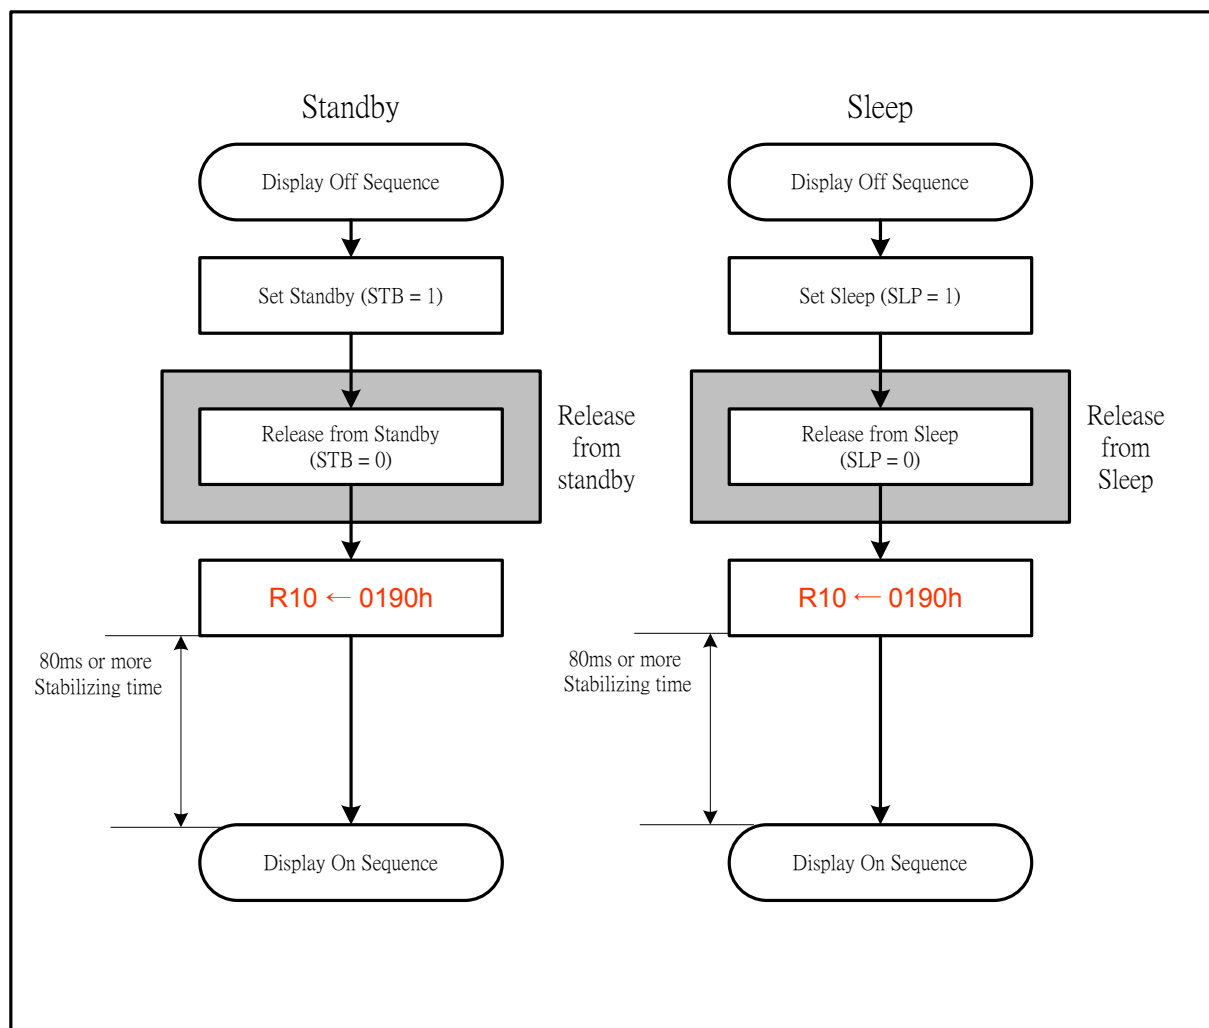 Standby
Display Off Sequence
Set Standby (STB = 1)
Release from Standby
(STB = 0)
Release
from
standby
R10 ← 0190h
80ms or more
Stabilizing time
Display On Sequence
Sleep
Display Off Sequence
Set Sleep (SLP = 1)
Release from Sleep
(SLP = 0)
Release
from
Sleep
R10 ← 0190h
80ms or more
Stabilizing time
Display On Sequence